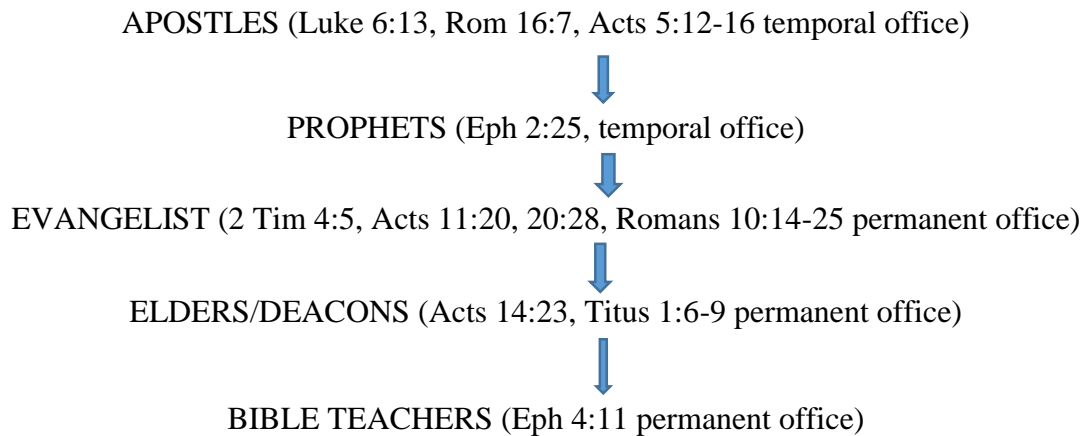 APOSTLES (Luke 6:13, Rom 16:7, Acts 5:12-16 temporal office)
PROPHETS (Eph 2:25, temporal office)
EVANGELIST (2 Tim 4:5, Acts 11:20, 20:28, Romans 10:14-25 permanent office)
ELDERS/DEACONS (Acts 14:23, Titus 1:6-9 permanent office)
BIBLE TEACHERS (Eph 4:11 permanent office)